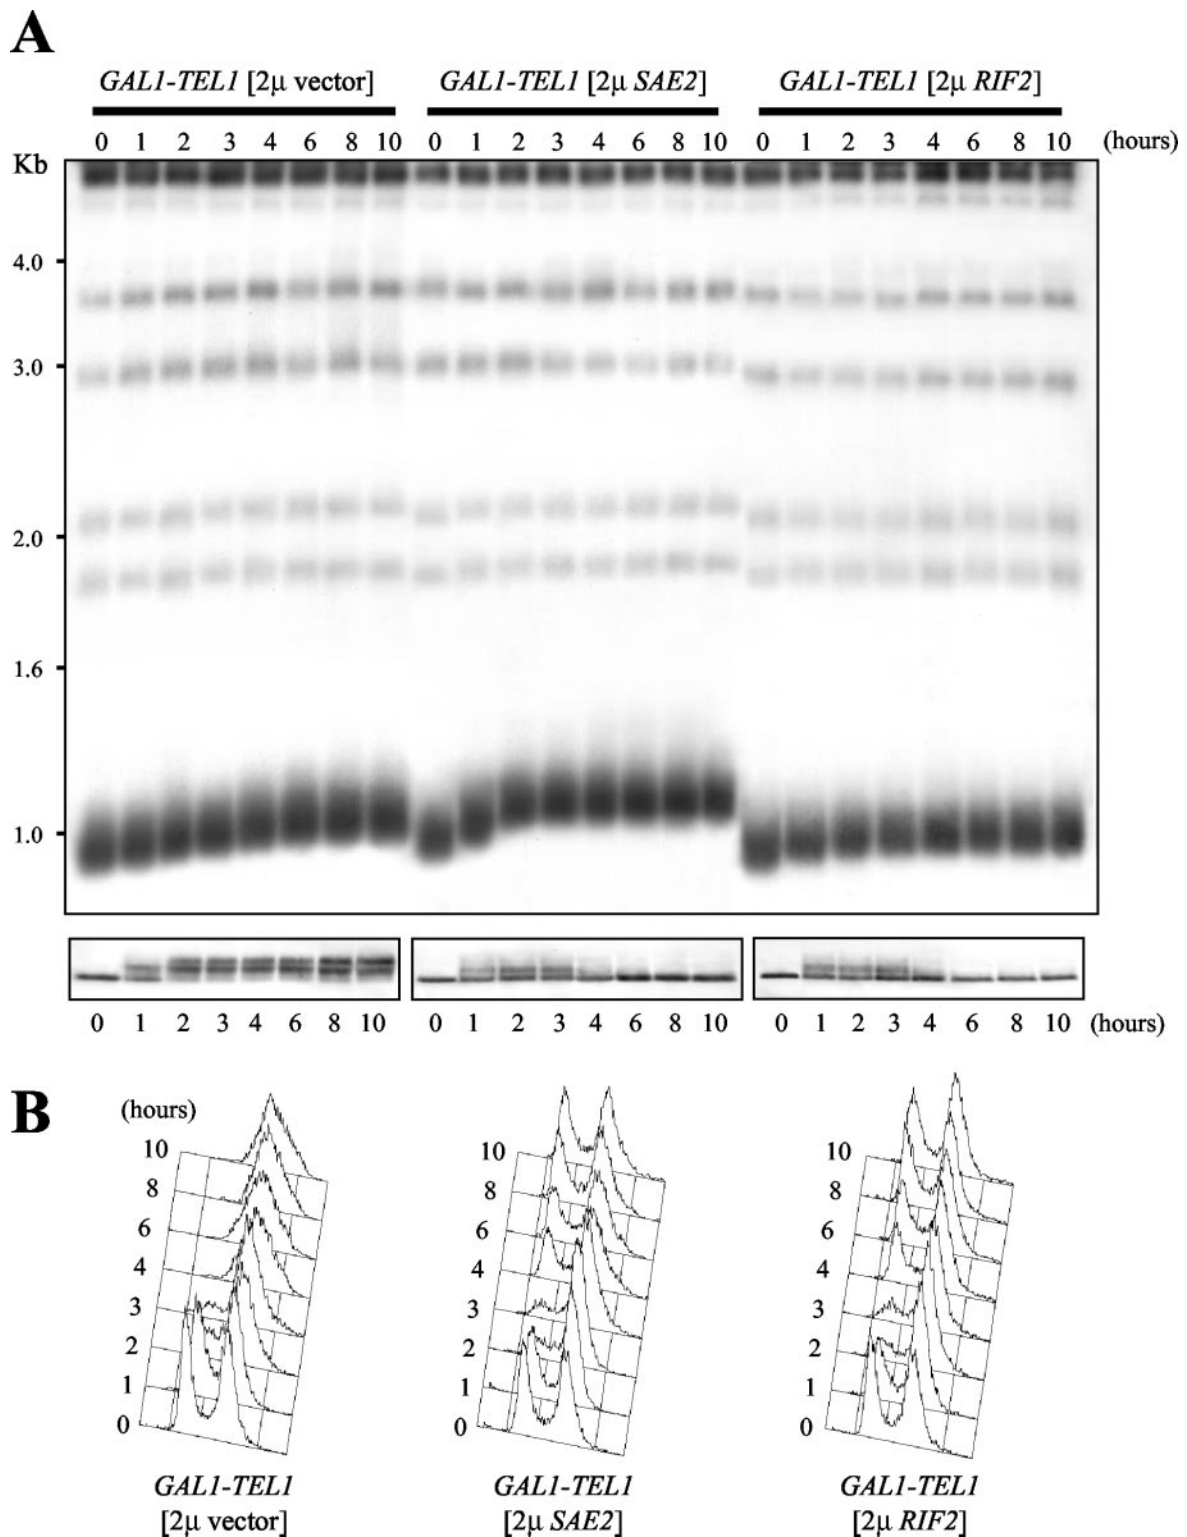 A
GAL1-TEL1 [2μ vector] GAL1-TEL1 [2μ SAE2] GAL1-TEL1 [2μ RIF2]
0 1 2 3 4 6 8 10 0 1 2 3 4 6 8 10 0 1 2 3 4 6 8 10 (hours)
Kb
4.0
3.0
2.0
1.6
1.0
0 1 2 3 4 6 8 10 0 1 2 3 4 6 8 10 0 1 2 3 4 6 8 10 (hours)
B
(hours)
10 10 10
8 8 8
6 6 6
4 4 4
3 3 3
2 2 2
1 1 1
0 0 0
GAL1-TEL1 GAL1-TEL1 GAL1-TEL1
[2μ vector] [2μ SAE2] [2μ RIF2]